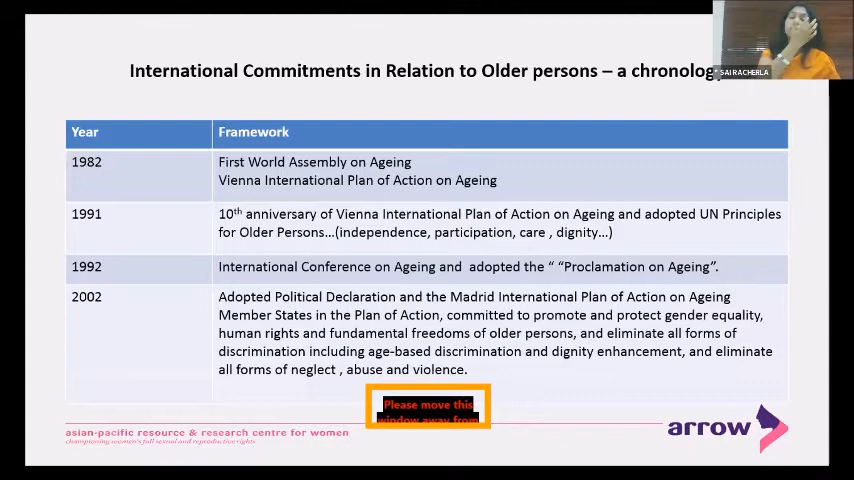 International Commitments in Relation to Older persons – a chronology
SAI RACHERLA
Year
Framework
1982
First World Assembly on Ageing
Vienna International Plan of Action on Ageing
1991
10th anniversary of Vienna International Plan of Action on Ageing and adopted UN Principles
for Older Persons…(independence, participation, care , dignity…)
1992
International Conference on Ageing and  adopted the “ “Proclamation on Ageing”.
2002
Adopted Political Declaration and the Madrid International Plan of Action on Ageing
Member States in the Plan of Action, committed to promote and protect gender equality,
human rights and fundamental freedoms of older persons, and eliminate all forms of
discrimination including age-based discrimination and dignity enhancement, and eliminate
all forms of neglect , abuse and violence.
Please move this
window away from
asian-pacific resource & research centre for women
championing women's full sexual and reproductive rights
arrow